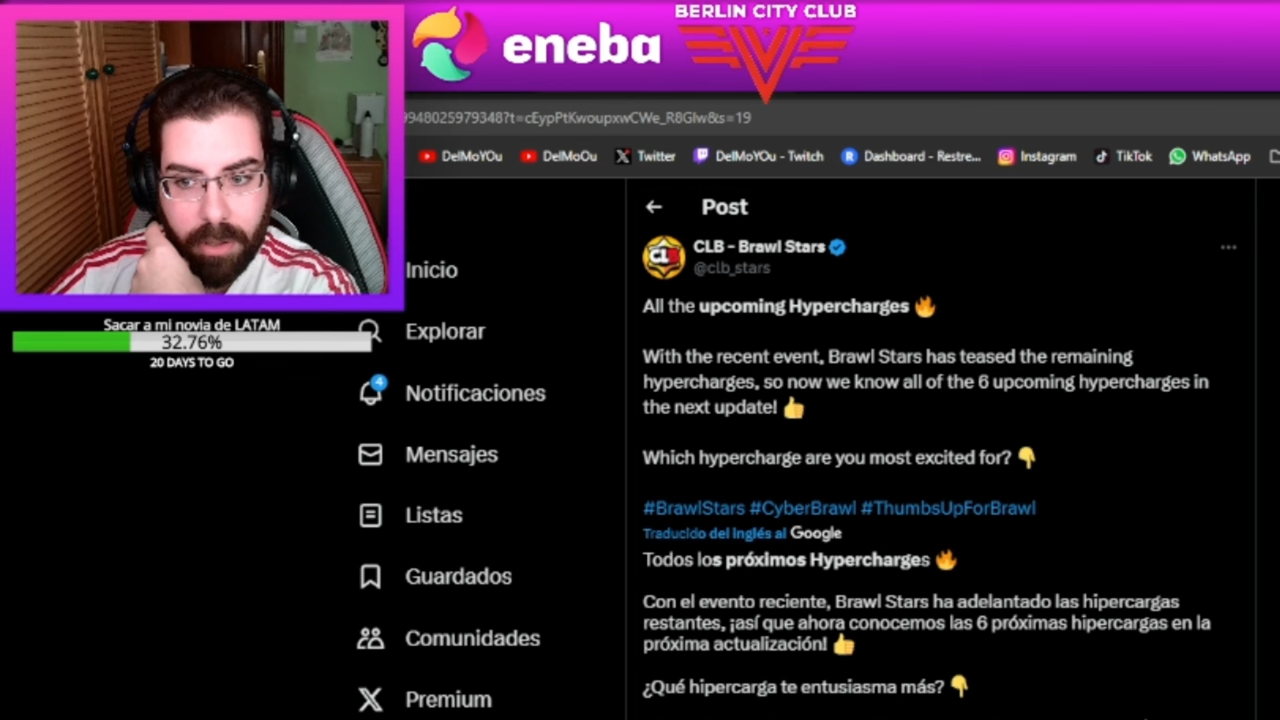 BERLIN CITY CLUB
eneba
99480259793487?t=cEypPtKwoupxwCWe_R8Glw&s=19
DelMoYOu
DelMoOu
Twitter
DelMoYOu - Twitch
Dashboard - Restre...
Instagram
TikTok
WhatsApp
Post
CLB - Brawl Stars
@clb_stars
All the upcoming Hypercharges 🔥
With the recent event, Brawl Stars has teased the remaining
hypercharges, so now we know all of the 6 upcoming hypercharges in
the next update! 👍
Which hypercharge are you most excited for? 👇
#BrawlStars #CyberBrawl #ThumbsUpForBrawl
Traducido del inglés al Google
Todos los próximos Hypercharges 🔥
Con el evento reciente, Brawl Stars ha adelantado las hipercargas
restantes, ¡así que ahora conocemos las 6 próximas hipercargas en la
próxima actualización! 👍
¿Qué hipercarga te entusiasma más? 👇
Inicio
Explorar
4
Notificaciones
Mensajes
Listas
Guardados
Comunidades
Premium
Sacar a mi novia de LATAM
32.76%
20 DAYS TO GO